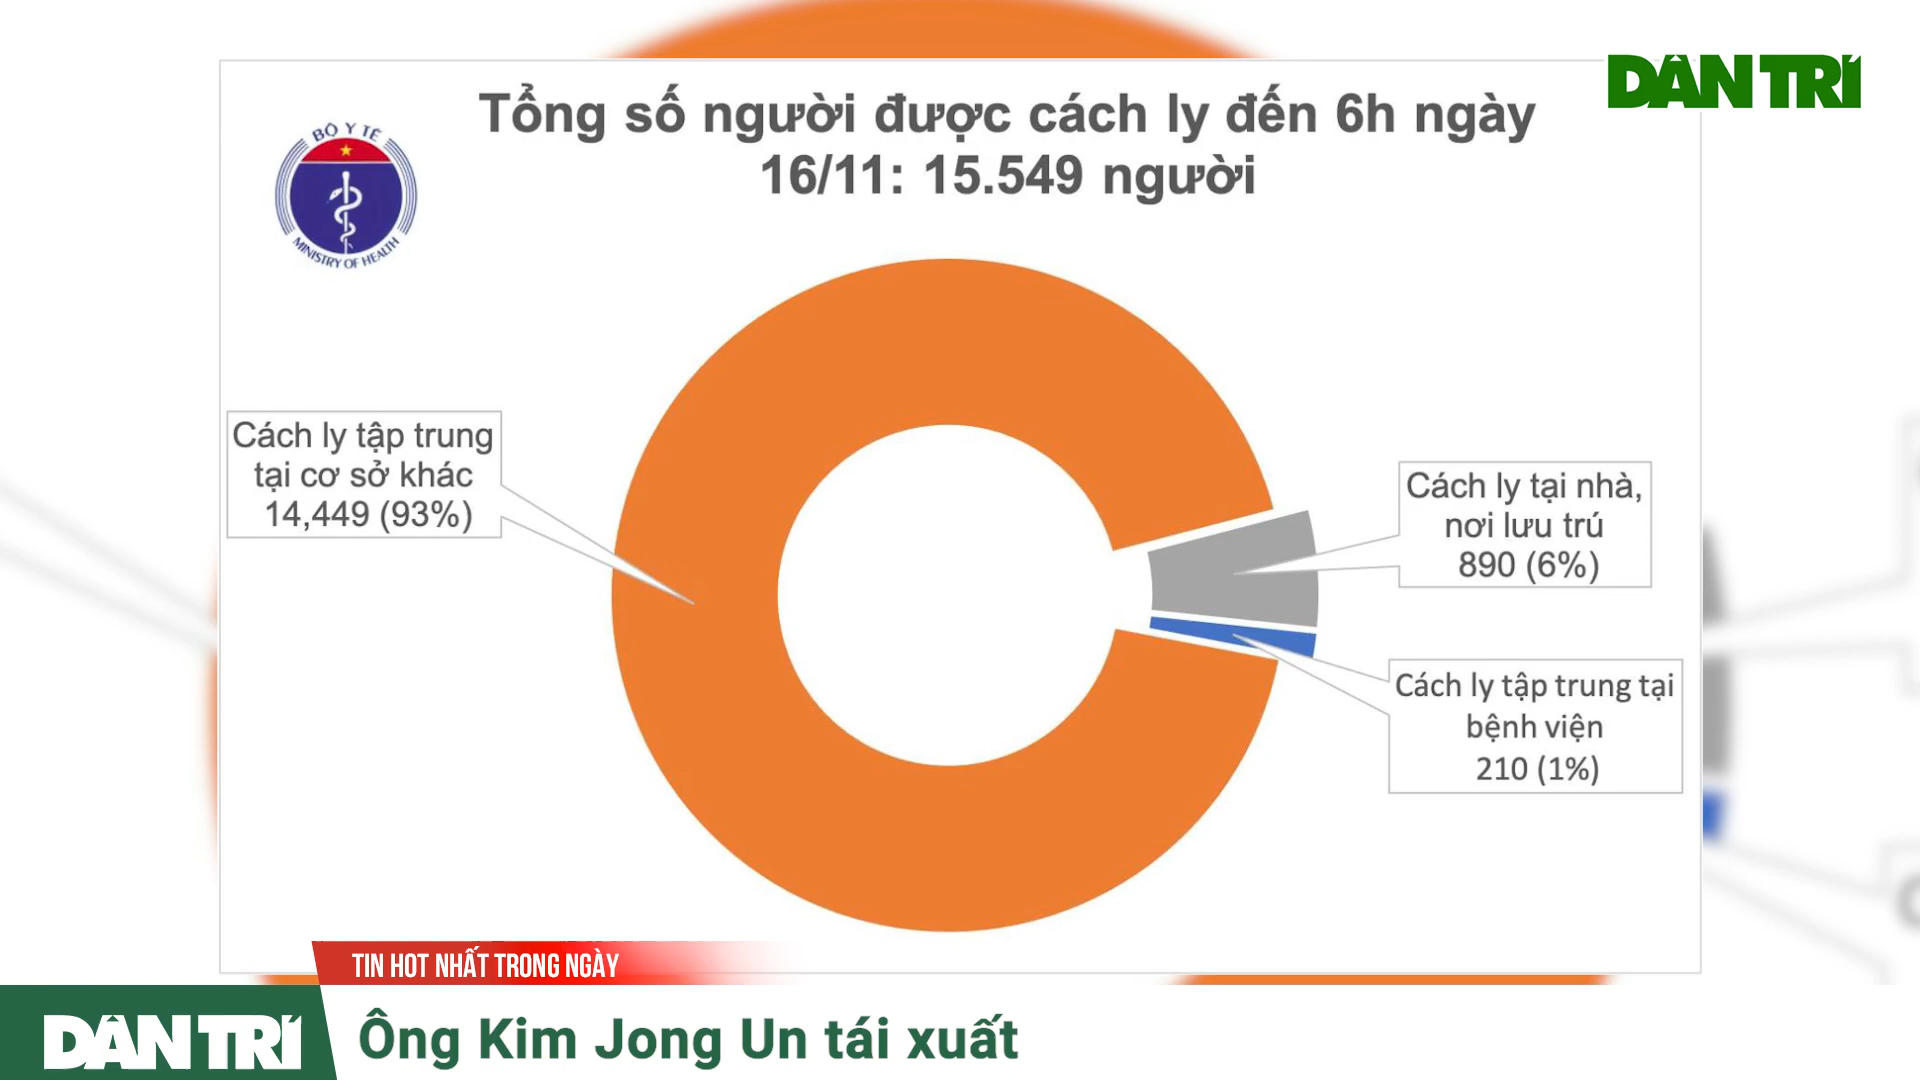 DÂN TRÍ
Tổng số người được cách ly đến 6h ngày
16/11: 15.549 người
BỘ Y TẾ
MINISTRY OF HEALTH
Cách ly tập trung
tại cơ sở khác
14,449 (93%)
Cách ly tại nhà,
nơi lưu trú
890 (6%)
Cách ly tập trung tại
bệnh viện
210 (1%)
TIN HOT NHẤT TRONG NGÀY
DÂN TRÍ
Ông Kim Jong Un tái xuất